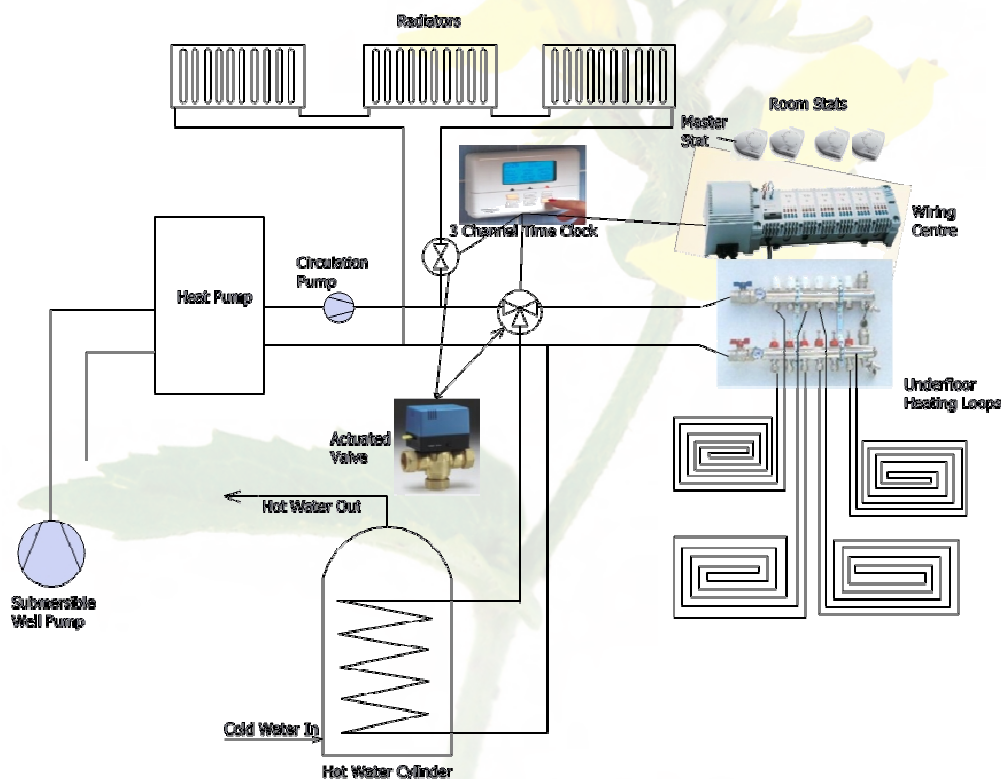 Radiators
Room Stats
Master
Stat
Wiring
Centre
3 Channel Time Clock
Circulation
Pump
Heat Pump
Underfloor
Heating Loops
Actuated
Valve
Hot Water Out
Submersible
Well Pump
Cold Water In
Hot Water Cylinder